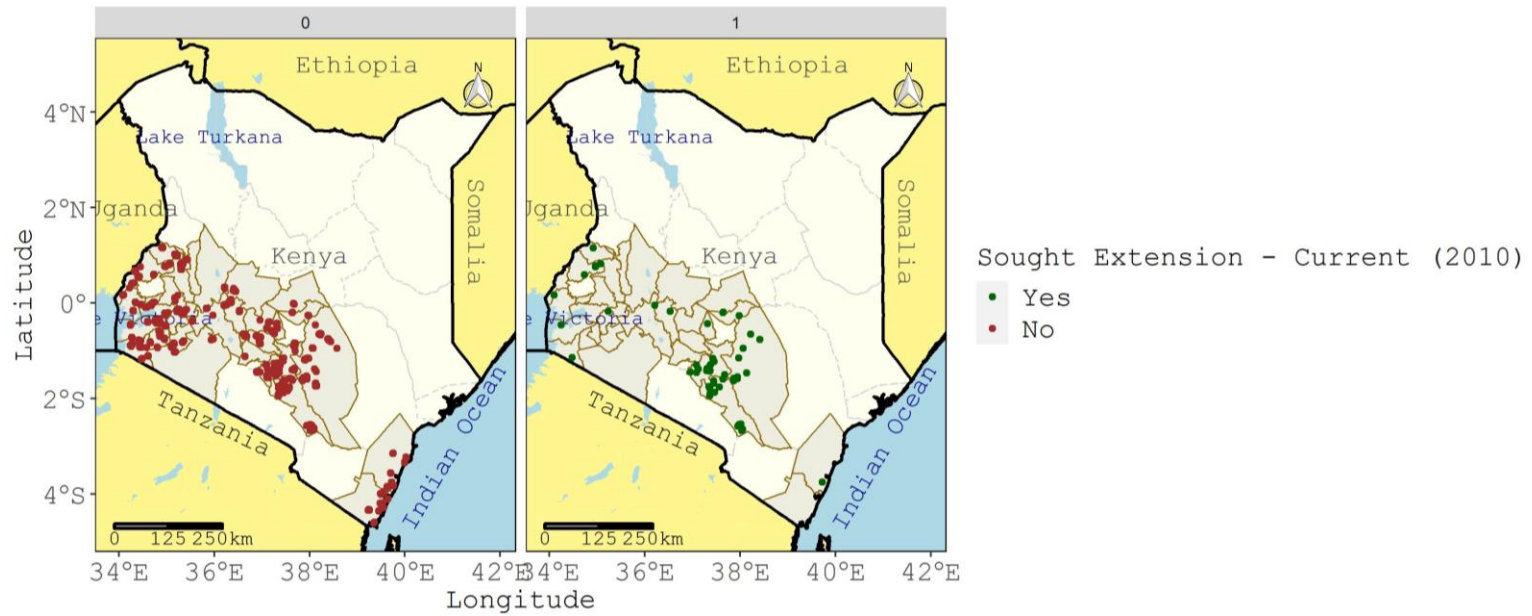 0
1
Ethiopia
N
Ethiopia
N
4°N
Lake Turkana
Lake Turkana
Somalia
Somalia
2°N
Uganda
Uganda
Kenya
Kenya
Sought Extension - Current (2010)
Yes
No
Latitude
0°
e Victoria
e Victoria
2°S
Tanzania
Tanzania
Indian Ocean
Indian Ocean
4°S
0 125 250 km
0 125 250 km
34°E 36°E 38°E 40°E 42°E
34°E 36°E 38°E 40°E 42°E
Longitude